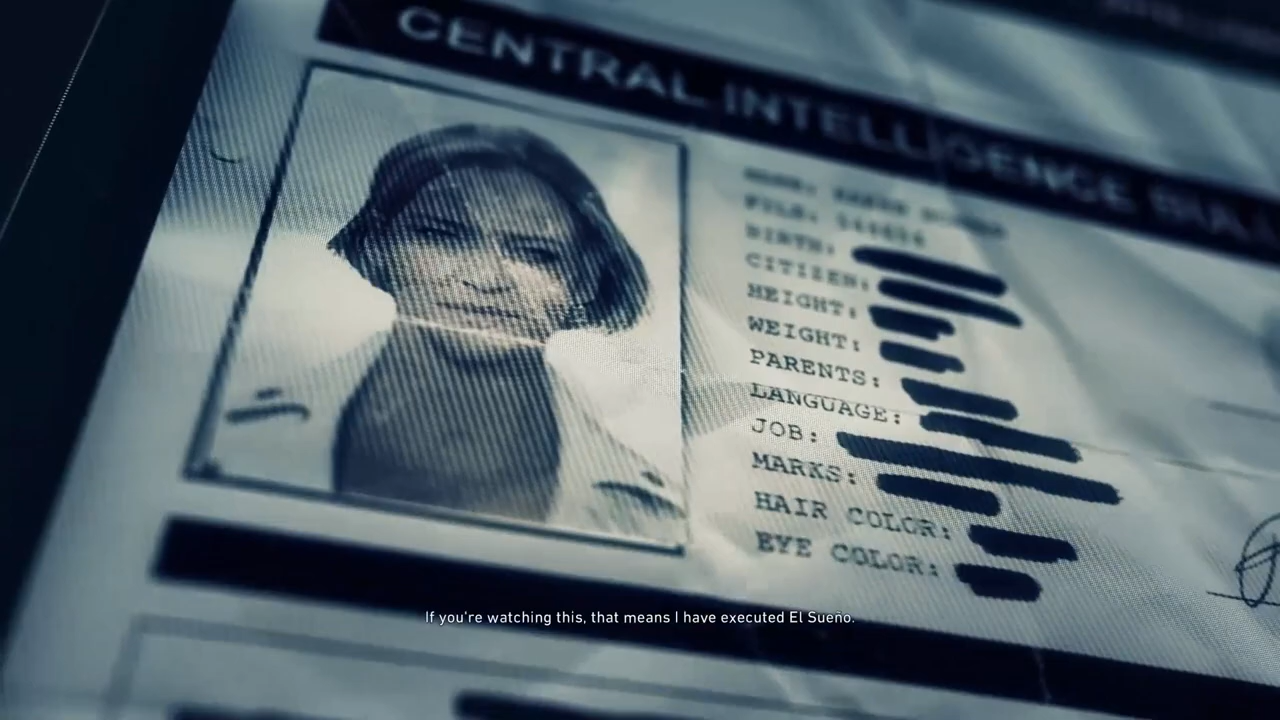 CENTRAL INTELLIGENCE
FILE:
BIRTH:
CITIZEN:
HEIGHT:
WEIGHT:
PARENTS:
LANGUAGE:
JOB:
MARKS:
HAIR COLOR:
EYE COLOR:
If you're watching this, that means I have executed El Sueño.